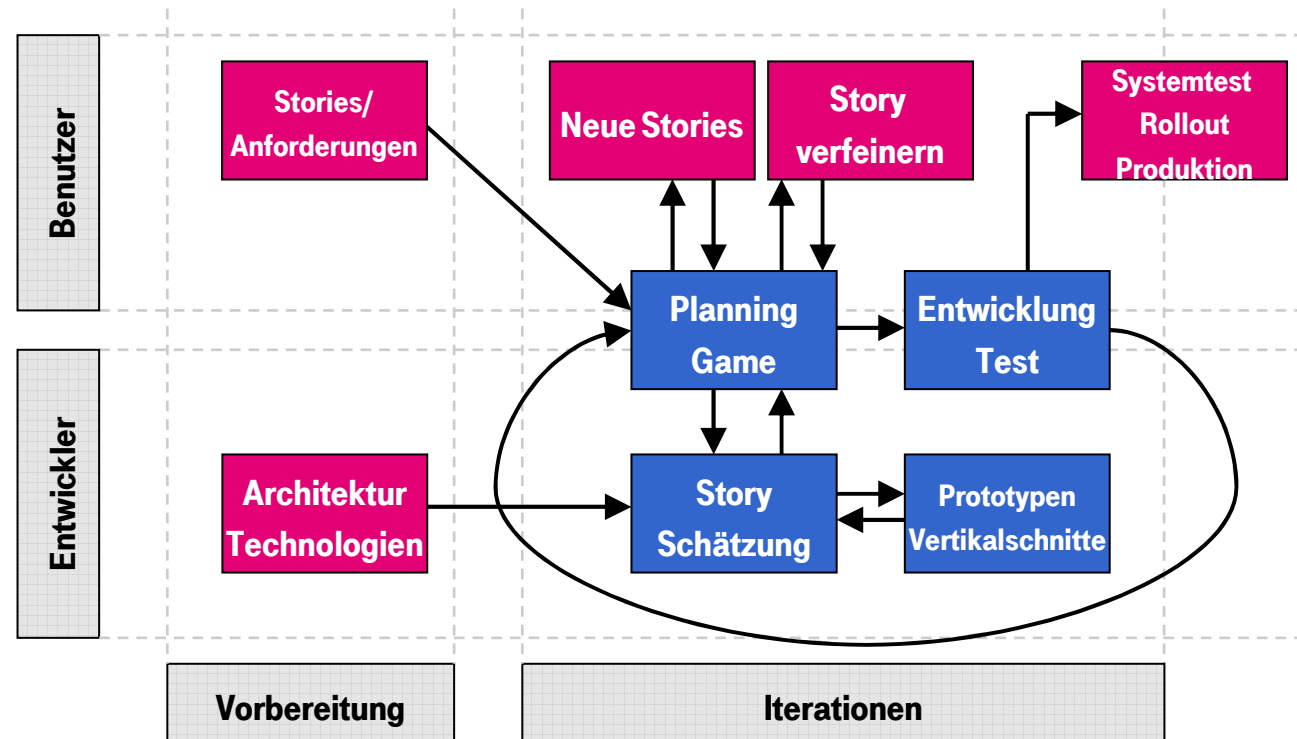 Benutzer
Stories/
Anforderungen
Neue Stories
Story
verfeinern
Systemtest
Rollout
Produktion
Planning
Game
Entwicklung
Test
Entwickler
Architektur
Technologien
Story
Schätzung
Prototypen
Vertikalschnitte
Vorbereitung
Iterationen